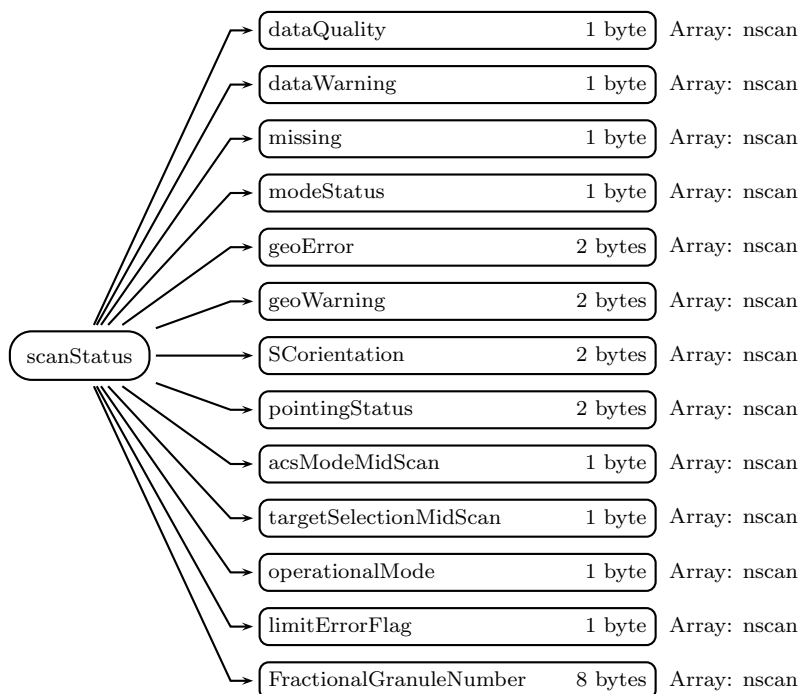 dataQuality 1 byte Array: nscan
dataWarning 1 byte Array: nscan
missing 1 byte Array: nscan
modeStatus 1 byte Array: nscan
geoError 2 bytes Array: nscan
geoWarning 2 bytes Array: nscan
scanStatus SCorientation 2 bytes Array: nscan
pointingStatus 2 bytes Array: nscan
acsModeMidScan 1 byte Array: nscan
targetSelectionMidScan 1 byte Array: nscan
operationalMode 1 byte Array: nscan
limitErrorFlag 1 byte Array: nscan
FractionalGranuleNumber 8 bytes Array: nscan